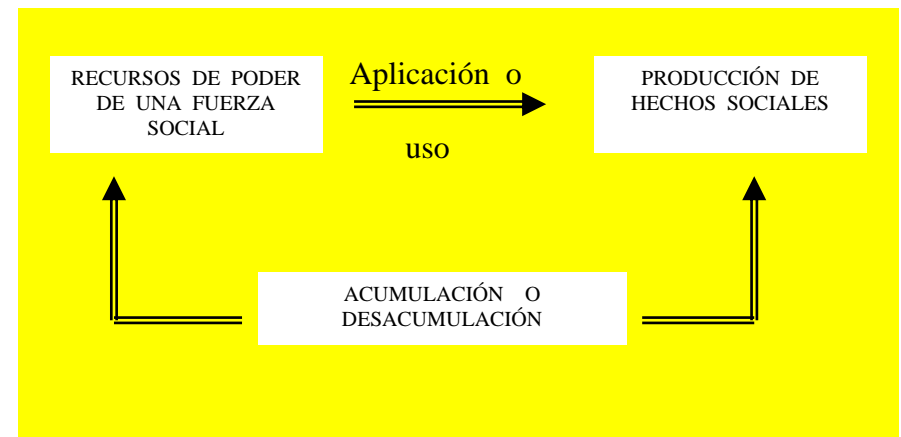 RECURSOS DE PODER
DE UNA FUERZA
SOCIAL
Aplicación o
uso
PRODUCCIÓN DE
HECHOS SOCIALES
ACUMULACIÓN O
DESACUMULACIÓN